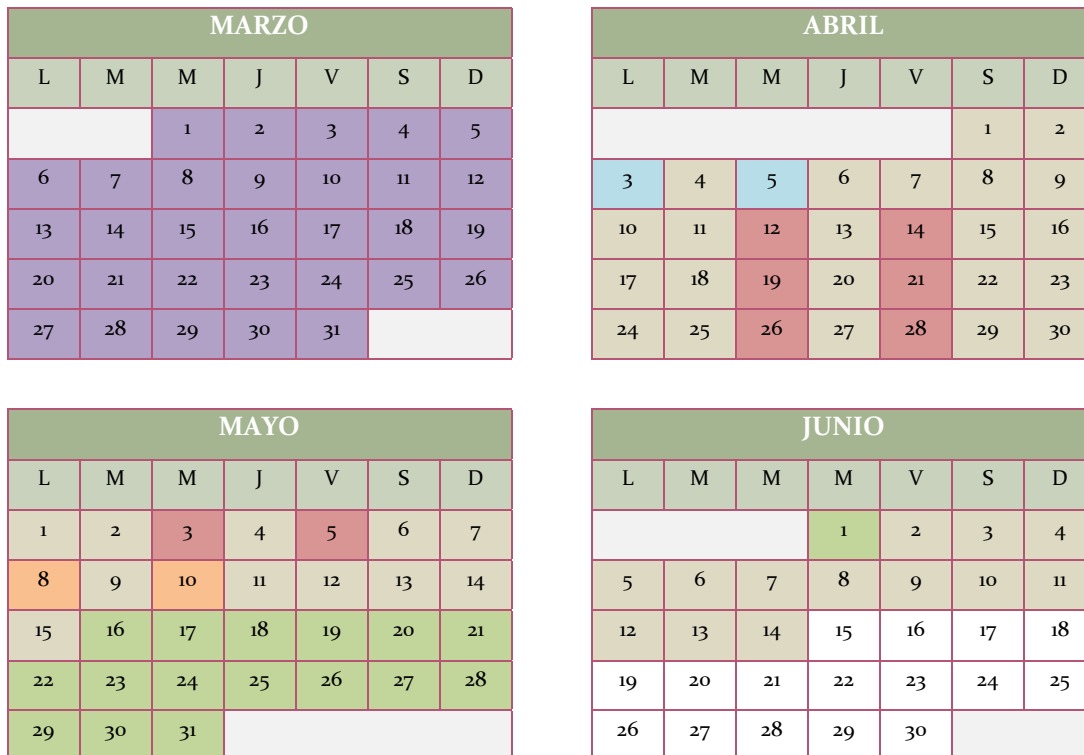 MARZO
L M M J V S D
1 2 3 4 5
6 7 8 9 10 11 12
13 14 15 16 17 18 19
20 21 22 23 24 25 26
27 28 29 30 31
ABRIL
L M M J V S D
1 2
3 4 5 6 7 8 9
10 11 12 13 14 15 16
17 18 19 20 21 22 23
24 25 26 27 28 29 30
MAYO
L M M J V S D
1 2 3 4 5 6 7
8 9 10 11 12 13 14
15 16 17 18 19 20 21
22 23 24 25 26 27 28
29 30 31
JUNIO
L M M M V S D
1 2 3 4
5 6 7 8 9 10 11
12 13 14 15 16 17 18
19 20 21 22 23 24 25
26 27 28 29 30